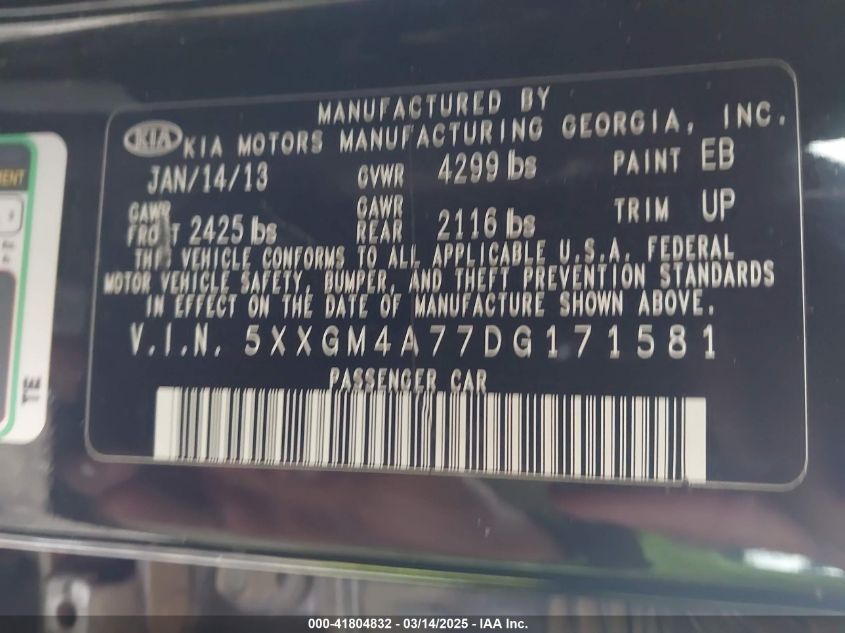 MANUFACTURED BY
KIA KIA MOTORS MANUFACTURING GEORGIA, INC.
JAN/14/13 GVWR 4299 lbs PAINT EB
GAWR FRONT 2425 lbs GAWR REAR 2116 lbs TRIM UP
THIS VEHICLE CONFORMS TO ALL APPLICABLE U.S.A. FEDERAL
MOTOR VEHICLE SAFETY, BUMPER, AND THEFT PREVENTION STANDARDS
IN EFFECT ON THE DATE OF MANUFACTURE SHOWN ABOVE.
V.I.N. 5XXGM4A77DG171581
PASSENGER CAR
TE
000-41804832 - 03/14/2025 - IAA Inc.